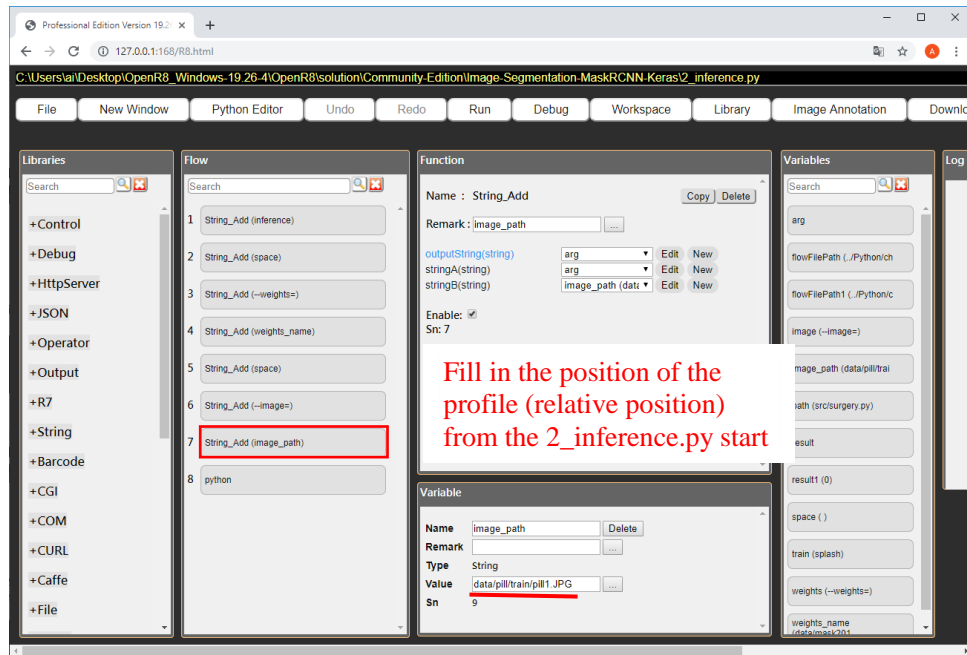 Professional Edition Version 19.2
127.0.0.1:168/R8.html
A
C:\Users\ai\Desktop\OpenR8_Windows-19.26-4\OpenR8\solution\Community-Edition\Image-Segmentation-MaskRCNN-Keras\2_inference.py
File New Window Python Editor Undo Redo Run Debug Workspace Library Image Annotation Downlo
Libraries
Search
+Control
+Debug
+HttpServer
+JSON
+Operator
+Output
+R7
+String
+Barcode
+CGI
+COM
+CURL
+Caffe
+File
Flow
Search
1 String_Add (inference)
2 String_Add (space)
3 String_Add (--weights=)
4 String_Add (weights_name)
5 String_Add (space)
6 String_Add (--image=)
7 String_Add (image_path)
8 python
Function
Name : String_Add Copy Delete
Remark : image_path ...
outputString(string) arg Edit New
stringA(string) arg Edit New
stringB(string) image_path (data Edit New
Enable:
Sn: 7
Fill in the position of the
profile (relative position)
from the 2_inference.py start
Variable
Name image_path Delete
Remark ...
Type String
Value data/pill/train/pill1.JPG ...
Sn 9
Variables
Search
arg
flowFilePath (../Python/ch
flowFilePath1 (../Python/c
image (--image=)
mage_path (data/pill/trai
path (src/surgery.py)
result
result1 (0)
space ( )
train (splash)
weights (--weights=)
weights_name
(data/mask201
Log